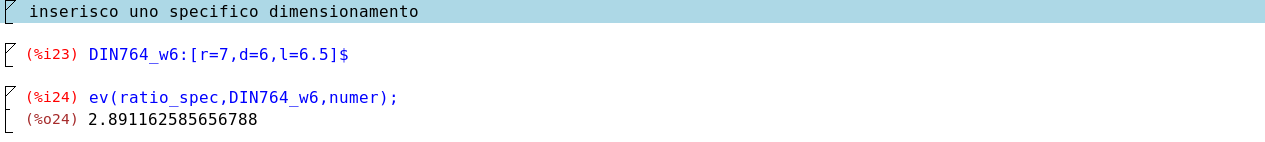 inserisco uno specifico dimensionamento
(%i23) DIN764_w6:[r=7,d=6,l=6.5]$
(%i24) ev(ratio_spec,DIN764_w6,numer);
(%o24) 2.891162585656788